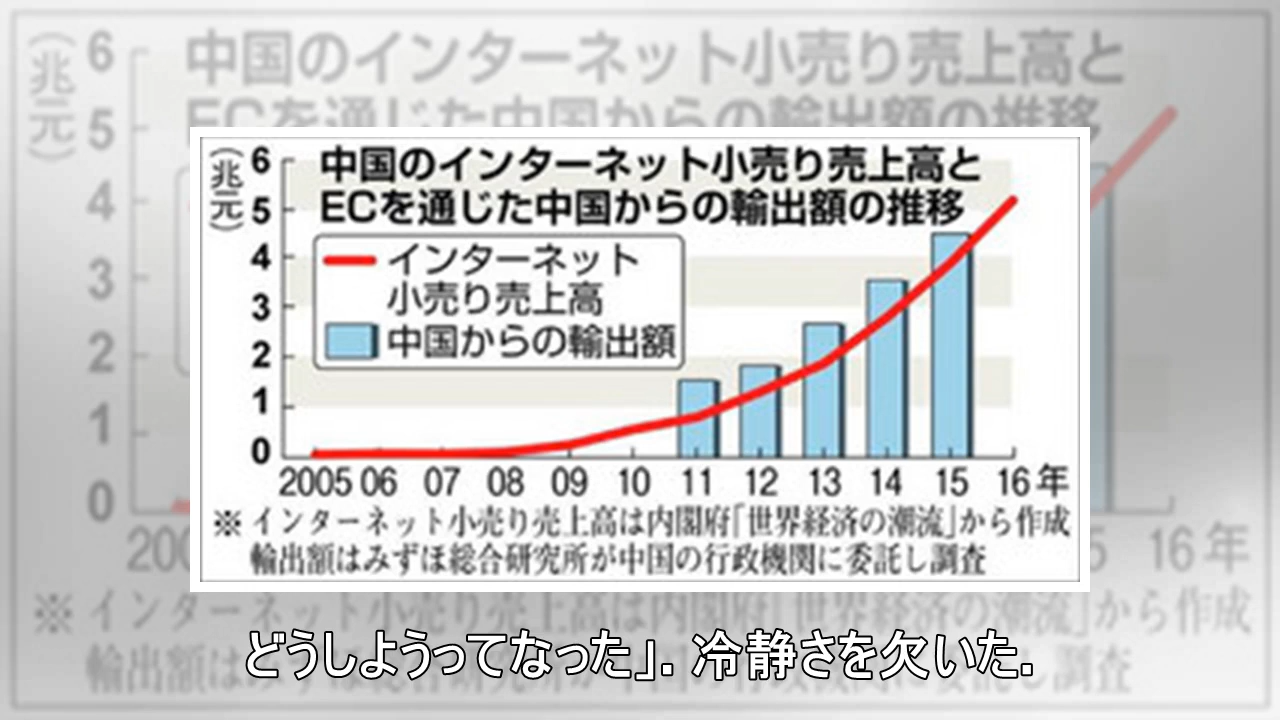 中国のインターネット小売り売上高と
ECを通じた中国からの輸出額の推移
(兆元)
6
5
4
3
2
1
0
インターネット
小売り売上高
中国からの輸出額
2005 06 07 08 09 10 11 12 13 14 15 16年
※インターネット小売り売上高は内閣府「世界経済の潮流」から作成
輸出額はみずほ総合研究所が中国の行政機関に委託し調査
どうしようってなった」. 冷静さを欠いた.